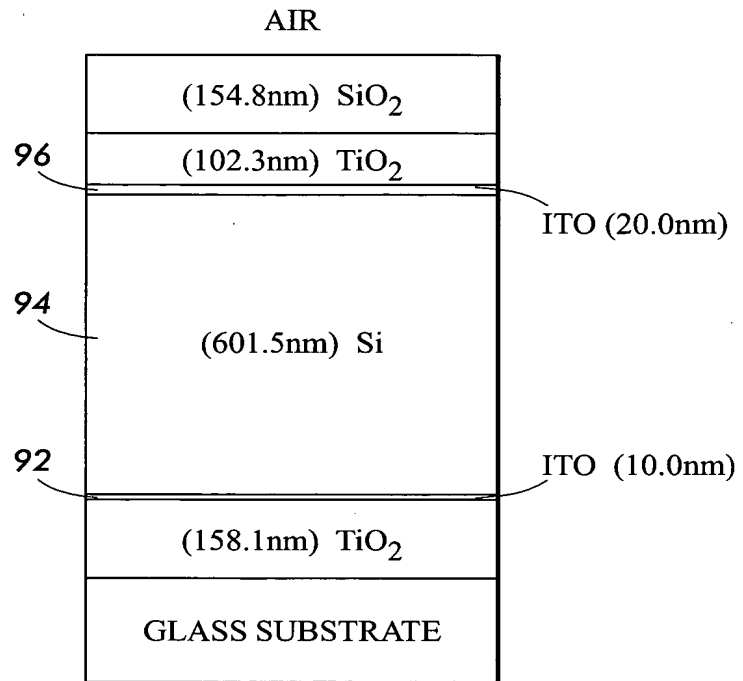 AIR
(154.8nm) SiO2
96
(102.3nm) TiO2
ITO (20.0nm)
94
(601.5nm) Si
92
ITO (10.0nm)
(158.1nm) TiO2
GLASS SUBSTRATE